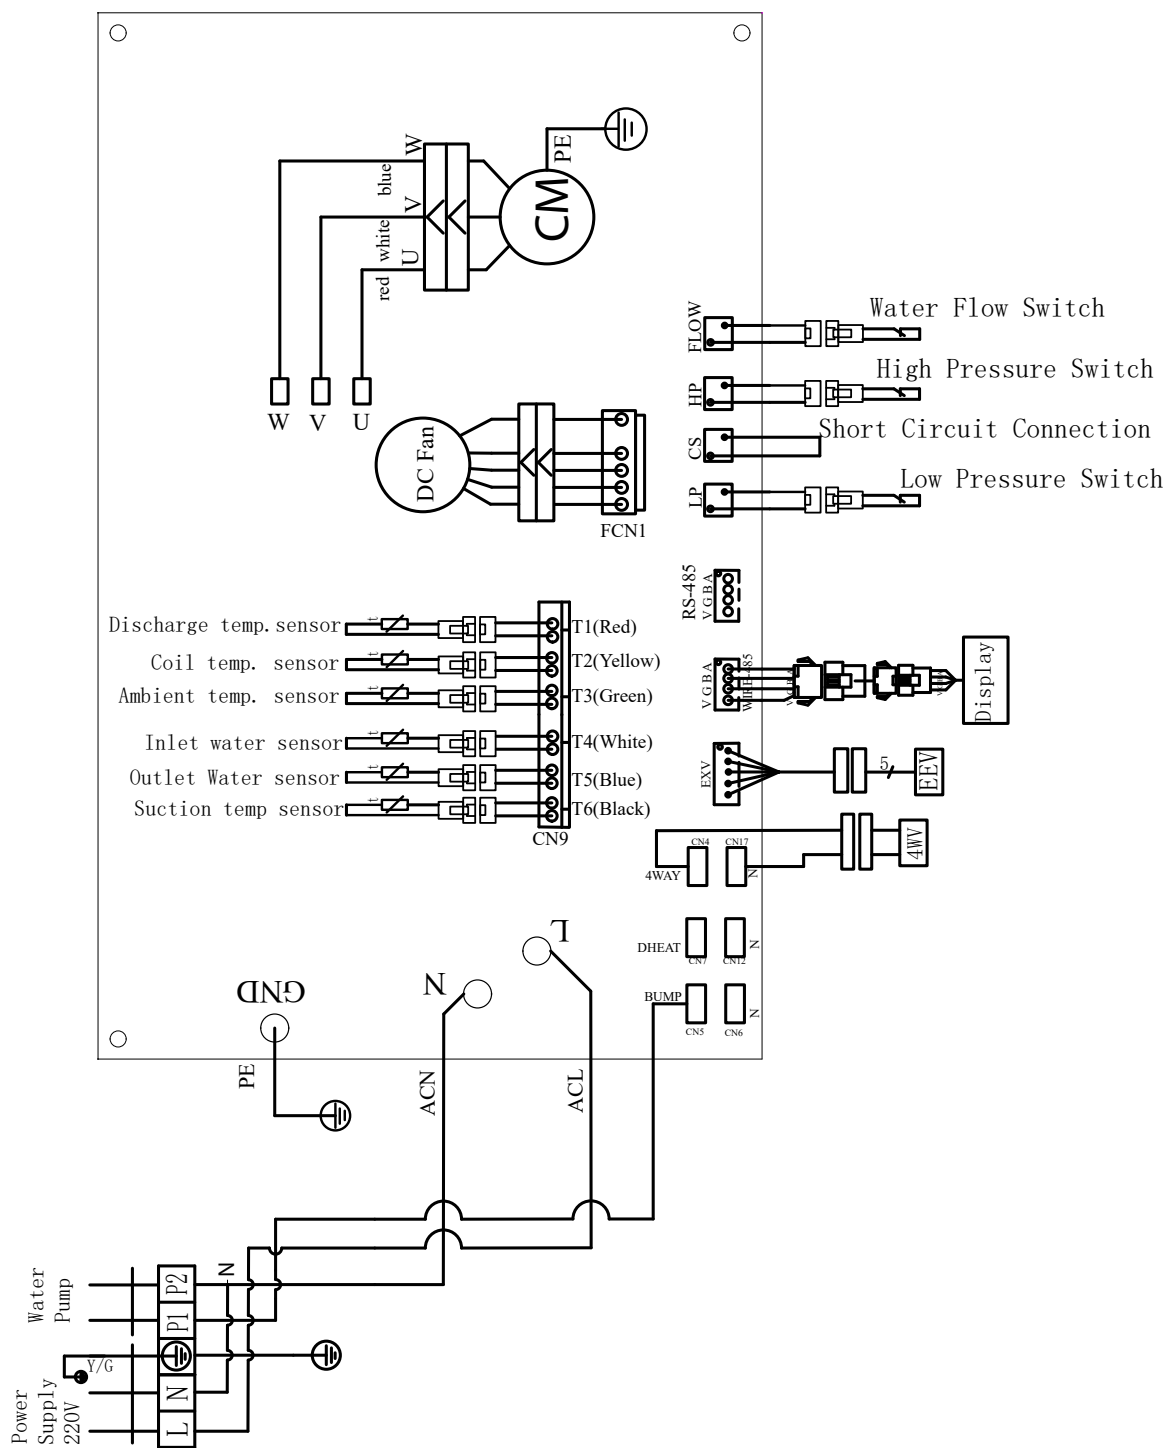 PE
W
blue
CM
V
white
U
red
W
V
U
DC Fan
FCN1
FLOW
Water Flow Switch
HP
High Pressure Switch
CS
Short Circuit Connection
LP
Low Pressure Switch
RS-485
V G B A
V G B A
WIRE-485
Display
Discharge temp.sensor
t
T1(Red)
Coil temp. sensor
t
T2(Yellow)
Ambient temp. sensor
t
T3(Green)
Inlet water sensor
t
T4(White)
Outlet Water sensor
t
T5(Blue)
Suction temp sensor
t
T6(Black)
CN9
EXV
5
EEV
4WV
CN4
CN17
4WAY
N
DHEAT
CN7
CN12
N
BUMP
CN5
CN6
N
L
N
GND
PE
ACN
ACL
Water
Pump
P2
N
P1
Y/G
Power
Supply
220V
N
L